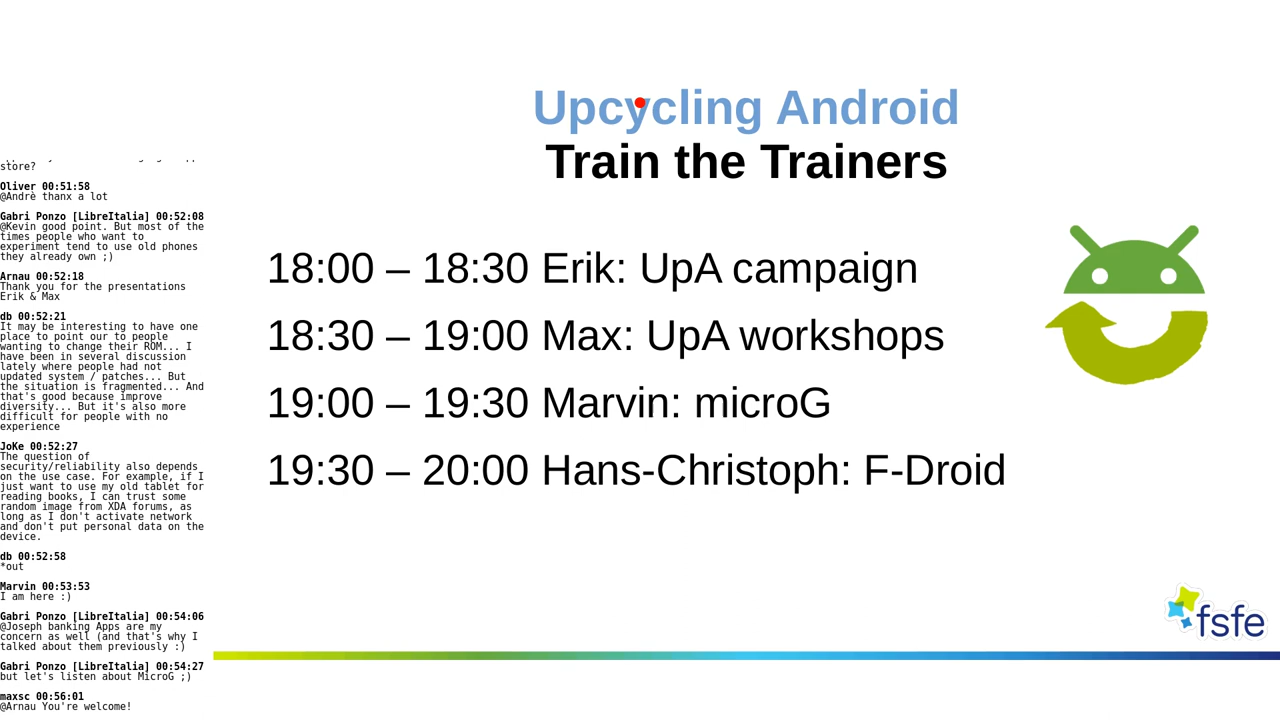 Upcycling Android
Train the Trainers
18:00 – 18:30 Erik: UpA campaign
18:30 – 19:00 Max: UpA workshops
19:00 – 19:30 Marvin: microG
19:30 – 20:00 Hans-Christoph: F-Droid
fsfe
store?
Oliver 00:51:58
@Andrè thanx a lot
Gabri Ponzo [LibreItalia] 00:52:08
@Kevin good point. But most of the
times people who want to
experiment tend to use old phones
they already own ;)
Arnau 00:52:18
Thank you for the presentations
Erik & Max
db 00:52:21
It may be interesting to have one
place to point our to people
wanting to change their ROM... I
have been in several discussion
lately where people had not
updated system / patches... But
the situation is fragmented... And
that's good because improve
diversity... But it's also more
difficult for people with no
experience
JoKe 00:52:27
The question of
security/reliability also depends
on the use case. For example, if I
just want to use my old tablet for
reading books, I can trust some
random image from XDA forums, as
long as I don't activate network
and don't put personal data on the
device.
db 00:52:58
*out
Marvin 00:53:53
I am here :)
Gabri Ponzo [LibreItalia] 00:54:06
@Joseph banking Apps are my
concern as well (and that's why I
talked about them previously :)
Gabri Ponzo [LibreItalia] 00:54:27
but let's listen about MicroG ;)
maxsc 00:56:01
@Arnau You're welcome!